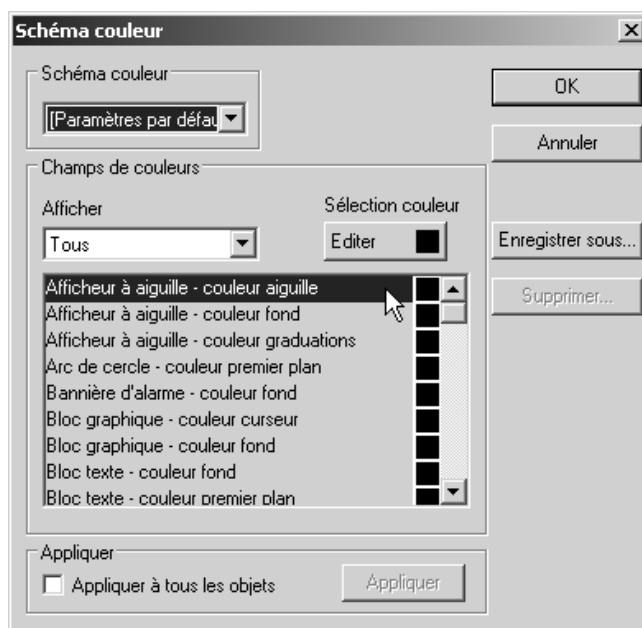 Schéma couleur
Schéma couleur
[Paramètres par défau
OK
Annuler
Champs de couleurs
Afficher
Sélection couleur
Tous
Editer
Enregistrer sous...
Supprimer...
Afficheur à aiguille - couleur aiguille
Afficheur à aiguille - couleur fond
Afficheur à aiguille - couleur graduations
Arc de cercle - couleur premier plan
Bannière d'alarme - couleur fond
Bloc graphique - couleur curseur
Bloc graphique - couleur fond
Bloc texte - couleur fond
Bloc texte - couleur premier plan
Appliquer
Appliquer à tous les objets
Appliquer